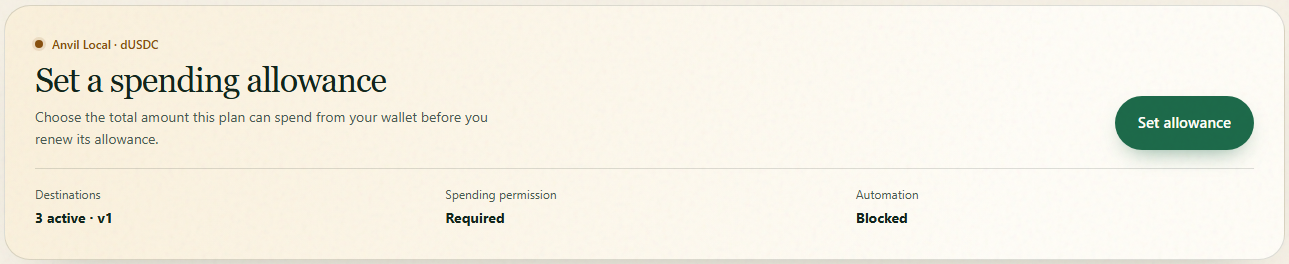 Anvil Local · dUSDC
Set a spending allowance
Choose the total amount this plan can spend from your wallet before you
renew its allowance.
Set allowance
Destinations
3 active · v1
Spending permission
Required
Automation
Blocked